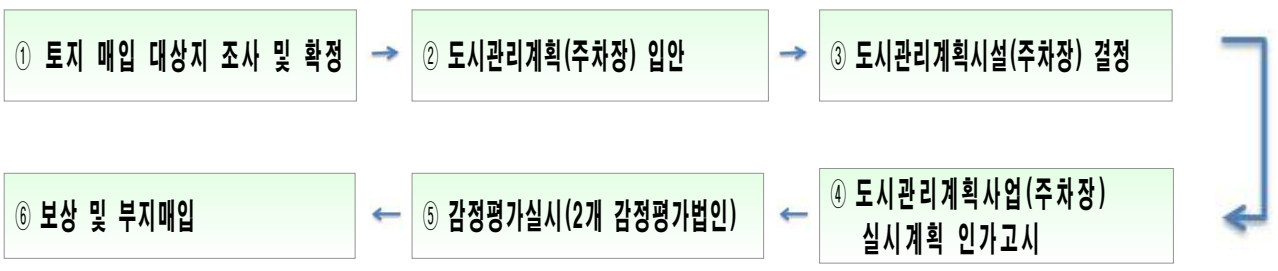 ① 토지 매입 대상지 조사 및 확정
② 도시관리계획(주차장) 입안
③ 도시관리계획시설(주차장) 결정
④ 도시관리계획사업(주차장)
실시계획 인가고시
⑤ 감정평가실시(2개 감정평가법인)
⑥ 보상 및 부지매입